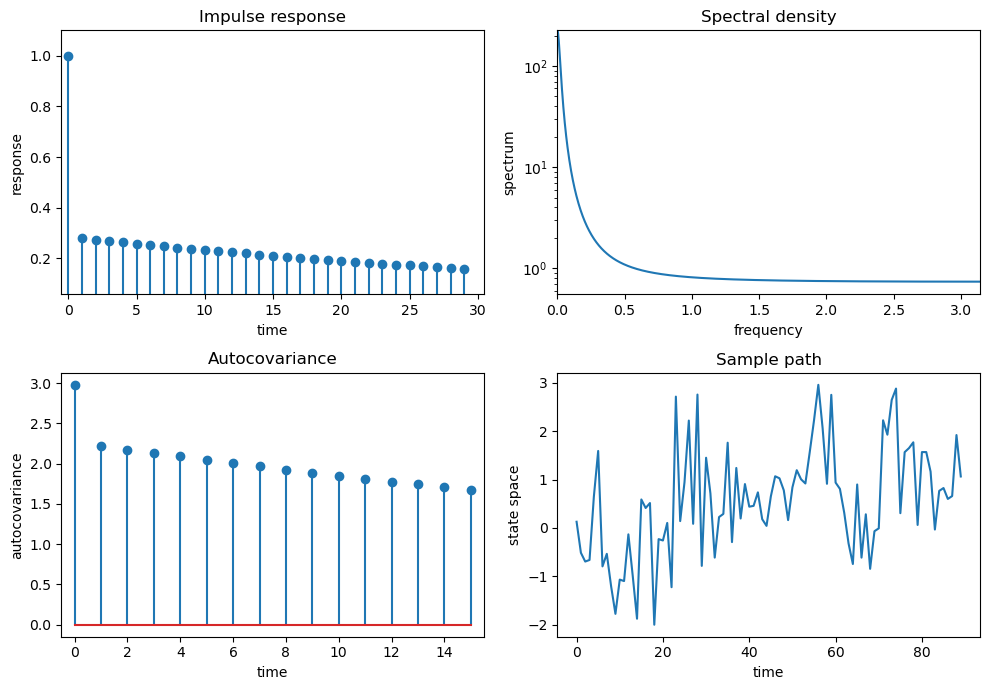 Impulse response
1.0
0.8
0.6
0.4
0.2
response
0 5 10 15 20 25 30
time
Spectral density
10²
10¹
10⁰
spectrum
0.0 0.5 1.0 1.5 2.0 2.5 3.0
frequency
Autocovariance
3.0
2.5
2.0
1.5
1.0
0.5
0.0
autocovariance
0 2 4 6 8 10 12 14
time
Sample path
3
2
1
0
−1
−2
state space
0 20 40 60 80
time